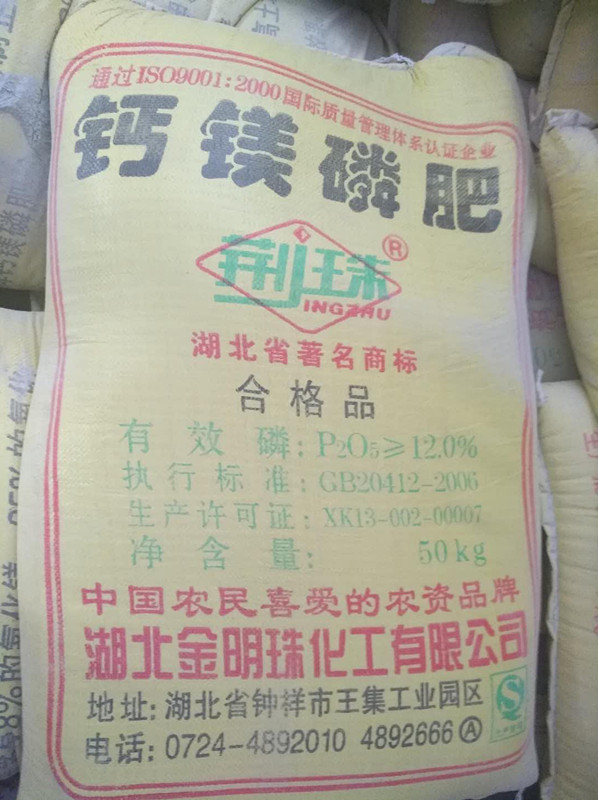 通过ISO9001:2000国际质量管理体系认证企业
钙镁磷肥
荆珠
®
INGZHU
湖北省著名商标
合格品
有效磷:P2O5≥12.0%
执行标准:GB20412-2006
生产许可证:XK13-002-00007
净含量:50kg
中国农民喜爱的农资品牌
湖北金明珠化工有限公司
地址:湖北省钟祥市王集工业园区
电话:0724-4892010 4892666Ⓐ